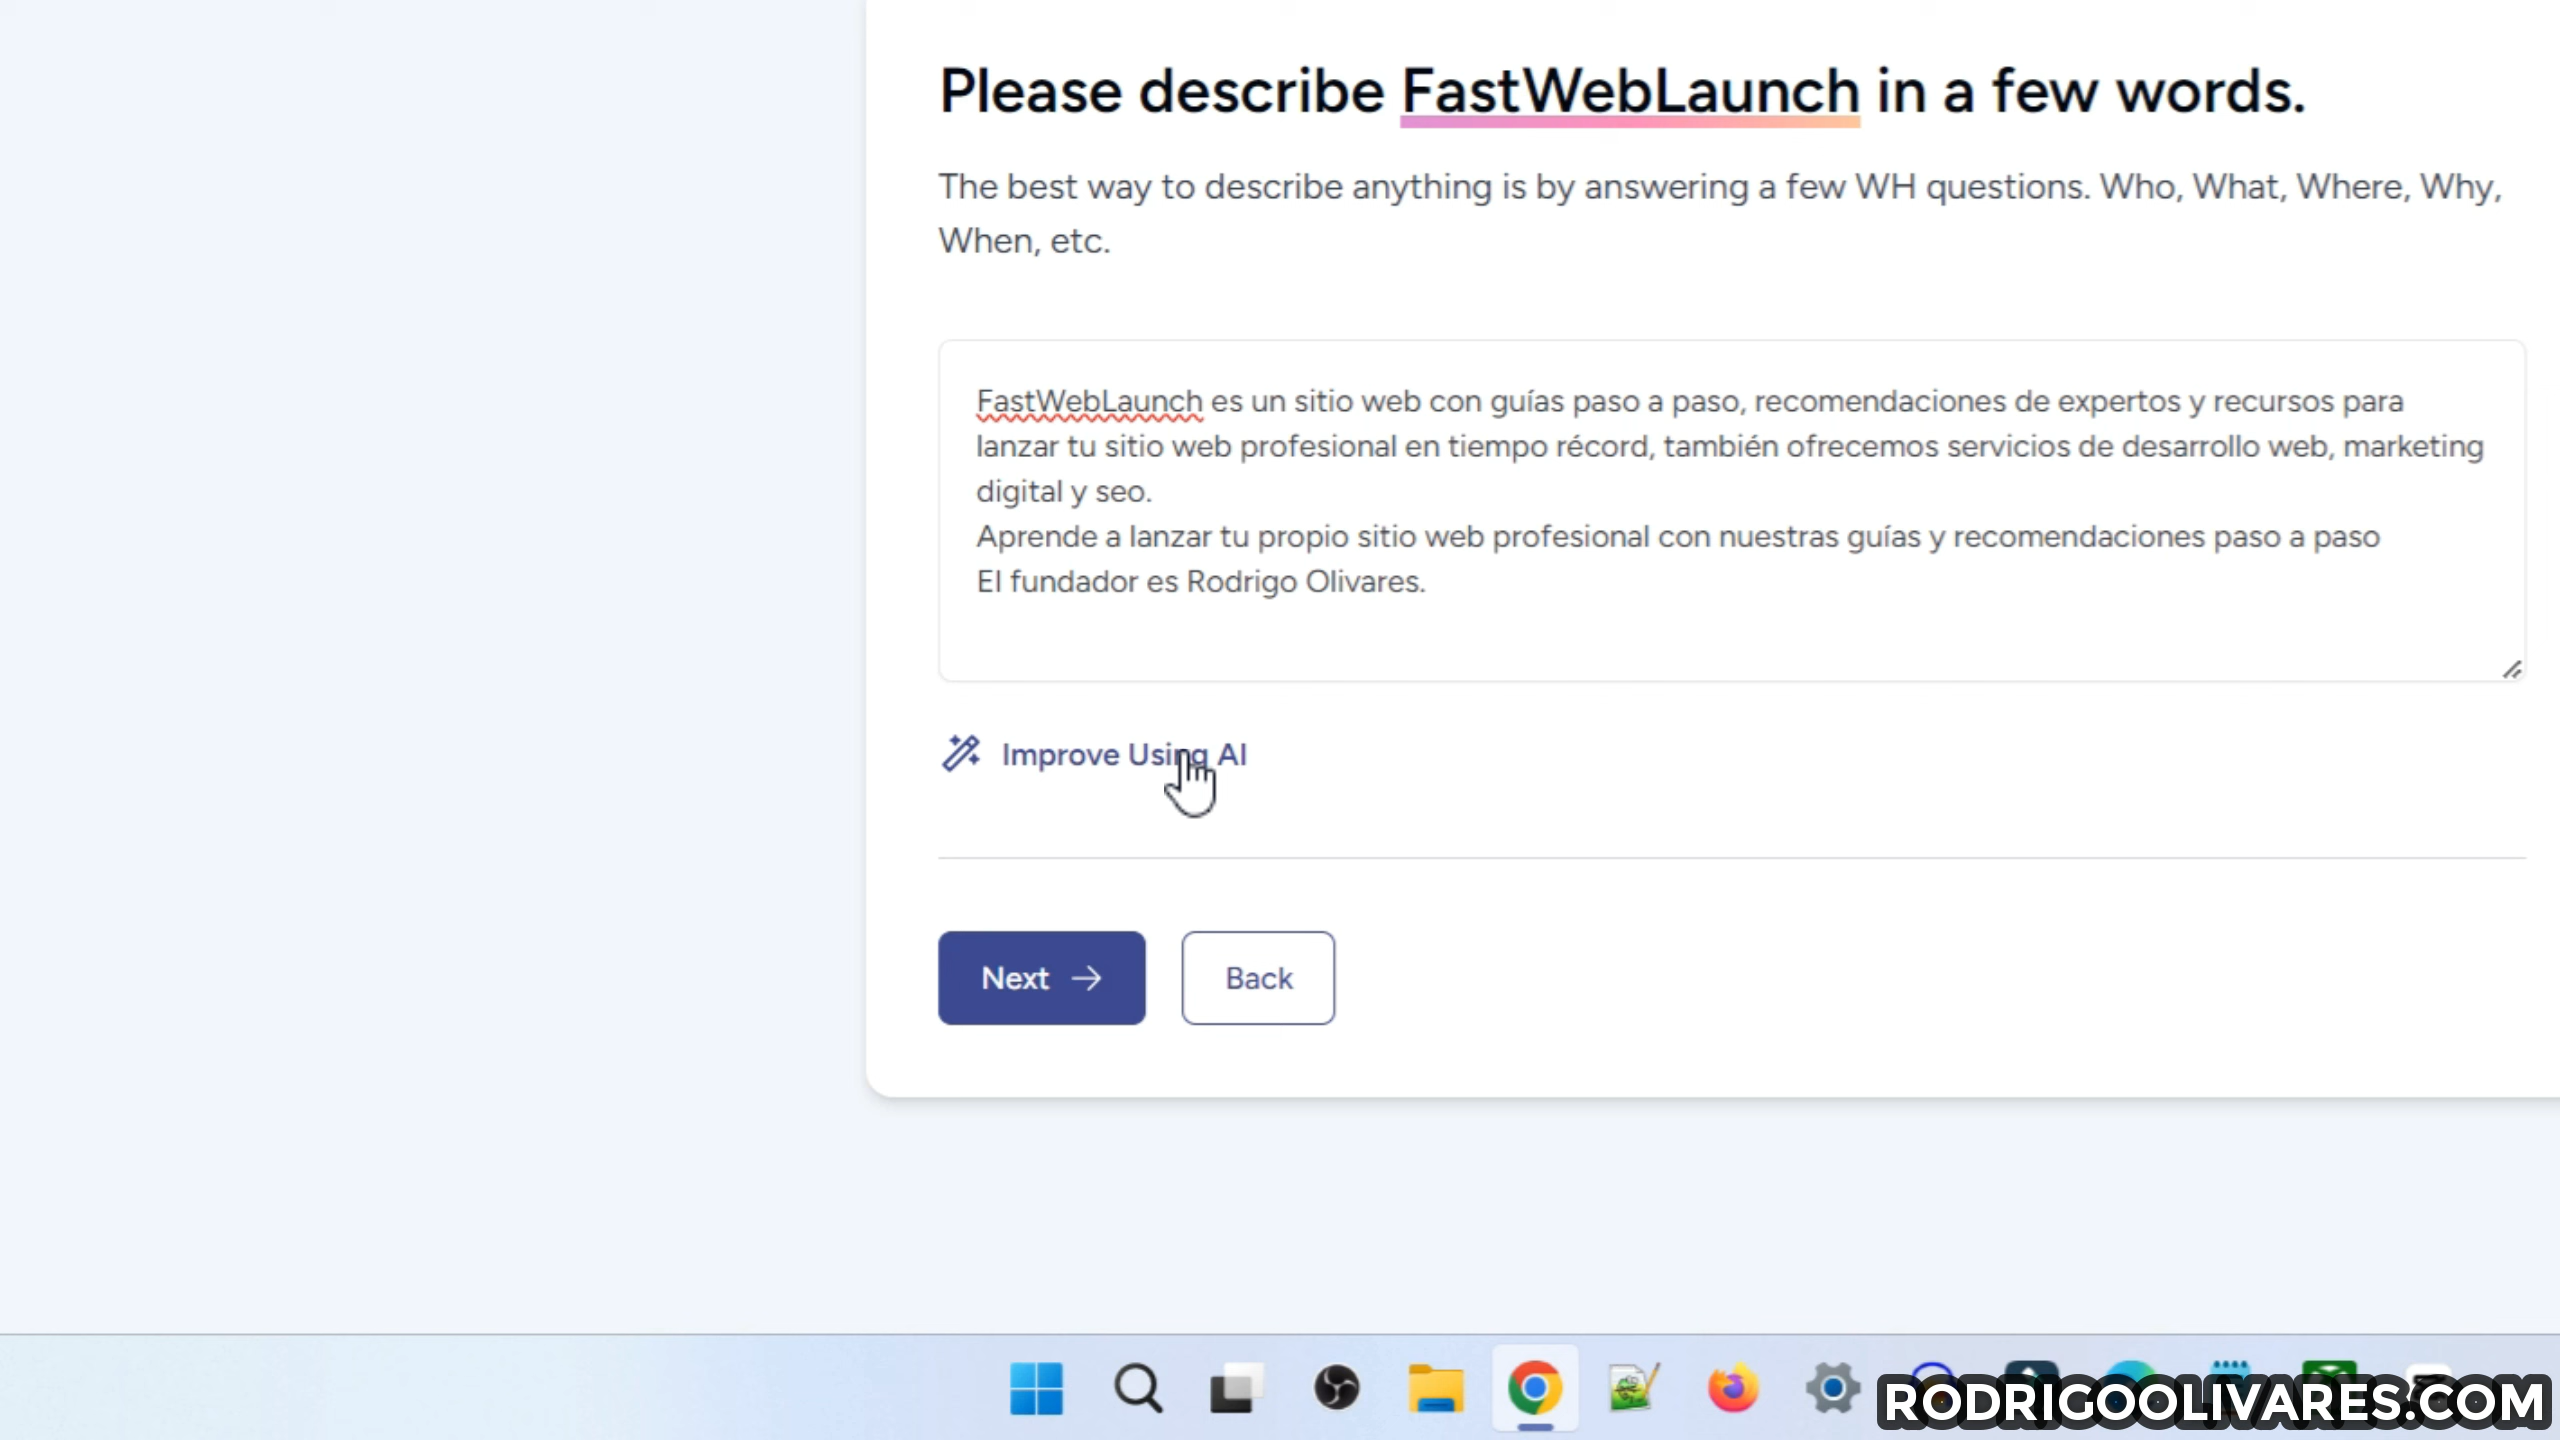 Please describe FastWebLaunch in a few words.
The best way to describe anything is by answering a few WH questions. Who, What, Where, Why,
When, etc.
FastWebLaunch es un sitio web con guías paso a paso, recomendaciones de expertos y recursos para
lanzar tu sitio web profesional en tiempo récord, también ofrecemos servicios de desarrollo web, marketing
digital y seo.
Aprende a lanzar tu propio sitio web profesional con nuestras guías y recomendaciones paso a paso
El fundador es Rodrigo Olivares.
Improve Using AI
Next
Back
RODRIGOOLIVARES.COM